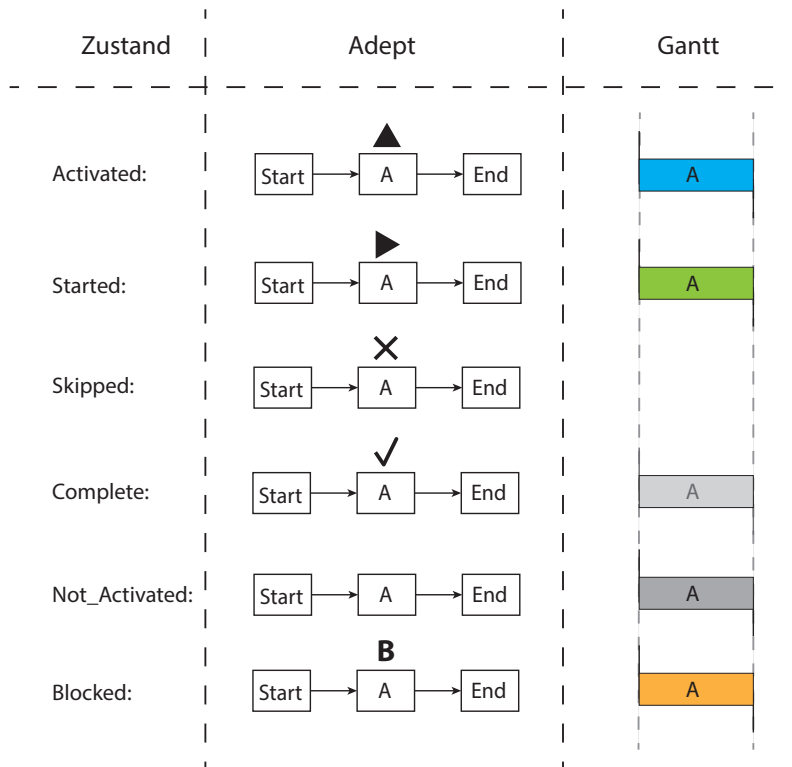 Zustand Adept Gantt
Activated: Start A End A
Started: Start A End A
Skipped: Start A End
Complete: Start A End A
Not_Activated: Start A End A
B
Blocked: Start A End A